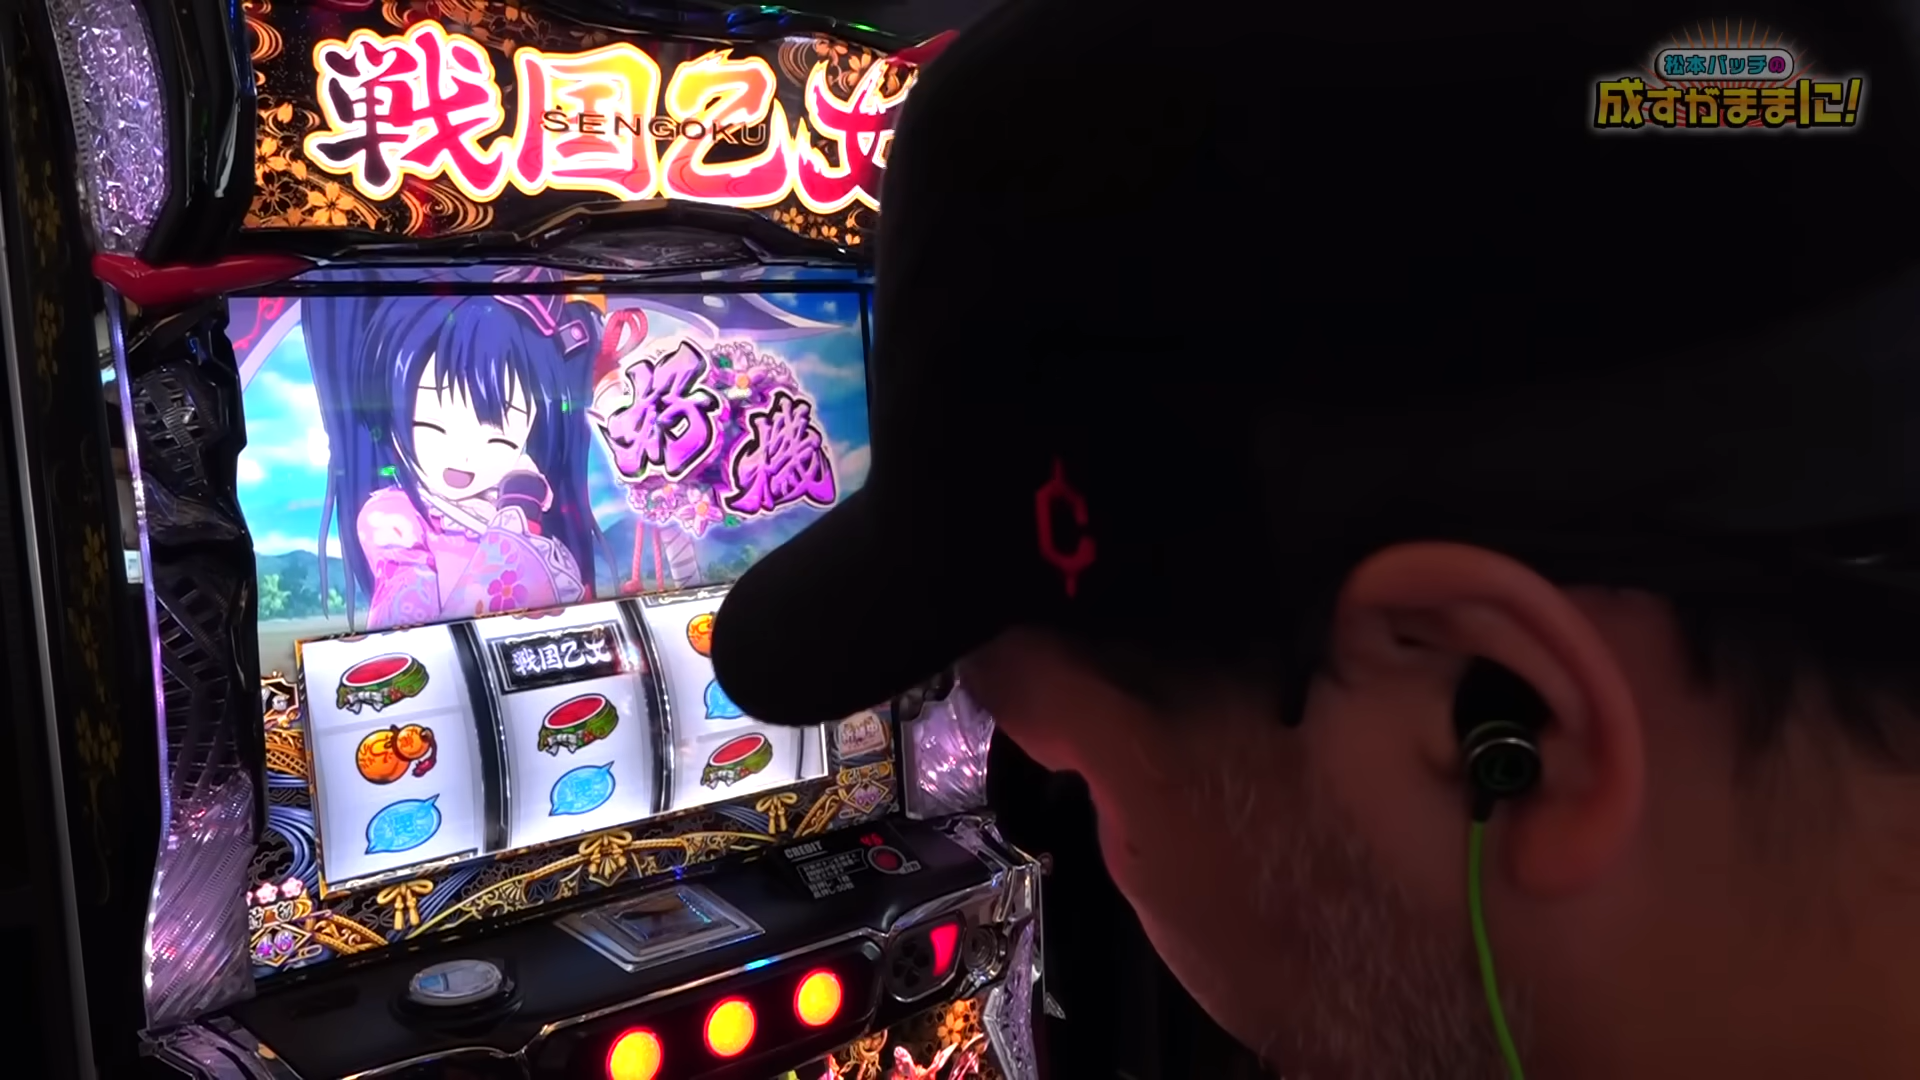 松本バッチの
成すがままに!
戦国乙女
SENGOKU
好機
戦国乙女
CREDIT